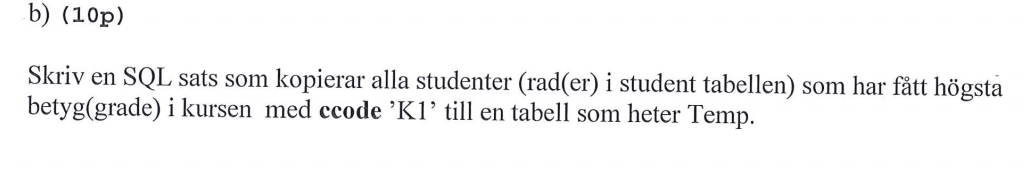 b) (10p)
Skriv en SQL sats som kopierar alla studenter (rad(er) i student tabellen) som har fått högsta
betyg(grade) i kursen med ccode ’K1’ till en tabell som heter Temp.